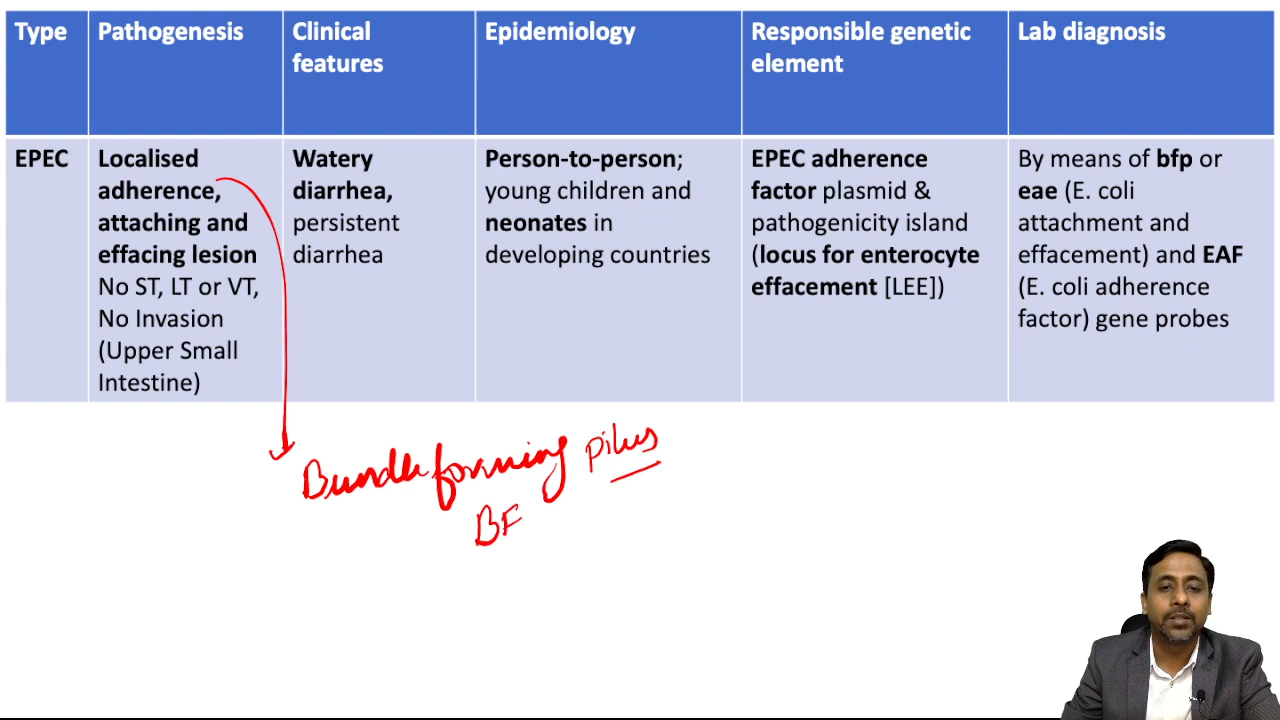 Type
Pathogenesis
Clinical
features
Epidemiology
Responsible genetic
element
Lab diagnosis
EPEC
Localised
adherence,
attaching and
effacing lesion
No ST, LT or VT,
No Invasion
(Upper Small
Intestine)
Watery
diarrhea,
persistent
diarrhea
Person-to-person;
young children and
neonates in
developing countries
EPEC adherence
factor plasmid &
pathogenicity island
(locus for enterocyte
effacement [LEE])
By means of bfp or
eae (E. coli
attachment and
effacement) and EAF
(E. coli adherence
factor) gene probes
Bundle forming pilus
BF